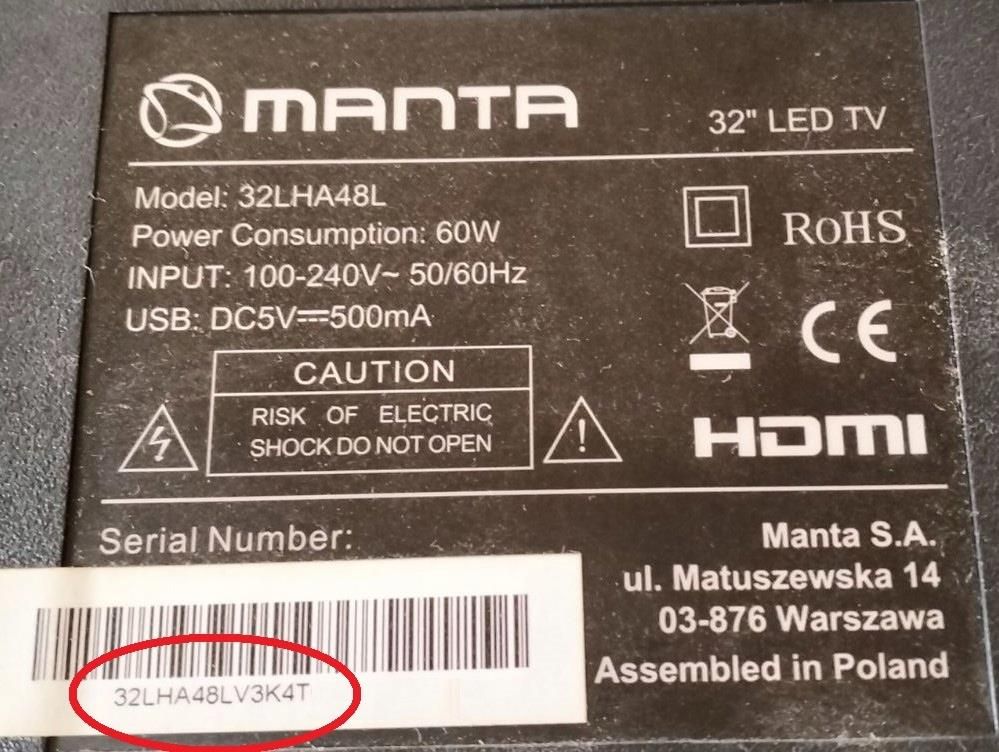 MANTA
32" LED TV
Model: 32LHA48L
Power Consumption: 60W
INPUT: 100-240V~ 50/60Hz
USB: DC5V⎓500mA
RoHS
CE
CAUTION
RISK OF ELECTRIC
SHOCK DO NOT OPEN
!
HDMI
Serial Number:
32LHA48LV3K4T
Manta S.A.
ul. Matuszewska 14
03-876 Warszawa
Assembled in Poland